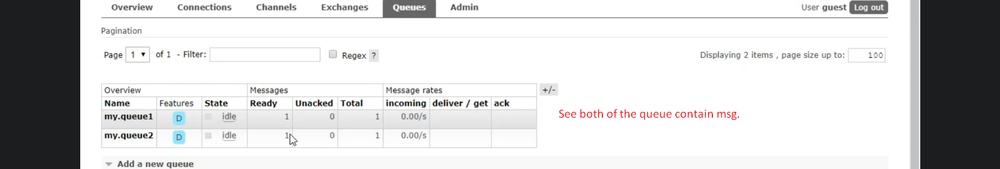 Overview Connections Channels Exchanges Queues Admin User guest Log out
Pagination
Page 1 of 1 - Filter: Regex ? Displaying 2 items , page size up to: 100
Overview Messages Message rates +/-
Name Features State Ready Unacked Total incoming deliver / get ack
my.queue1 D idle 1 0 1 0.00/s
See both of the queue contain msg.
my.queue2 D idle 1 0 1 0.00/s
Add a new queue